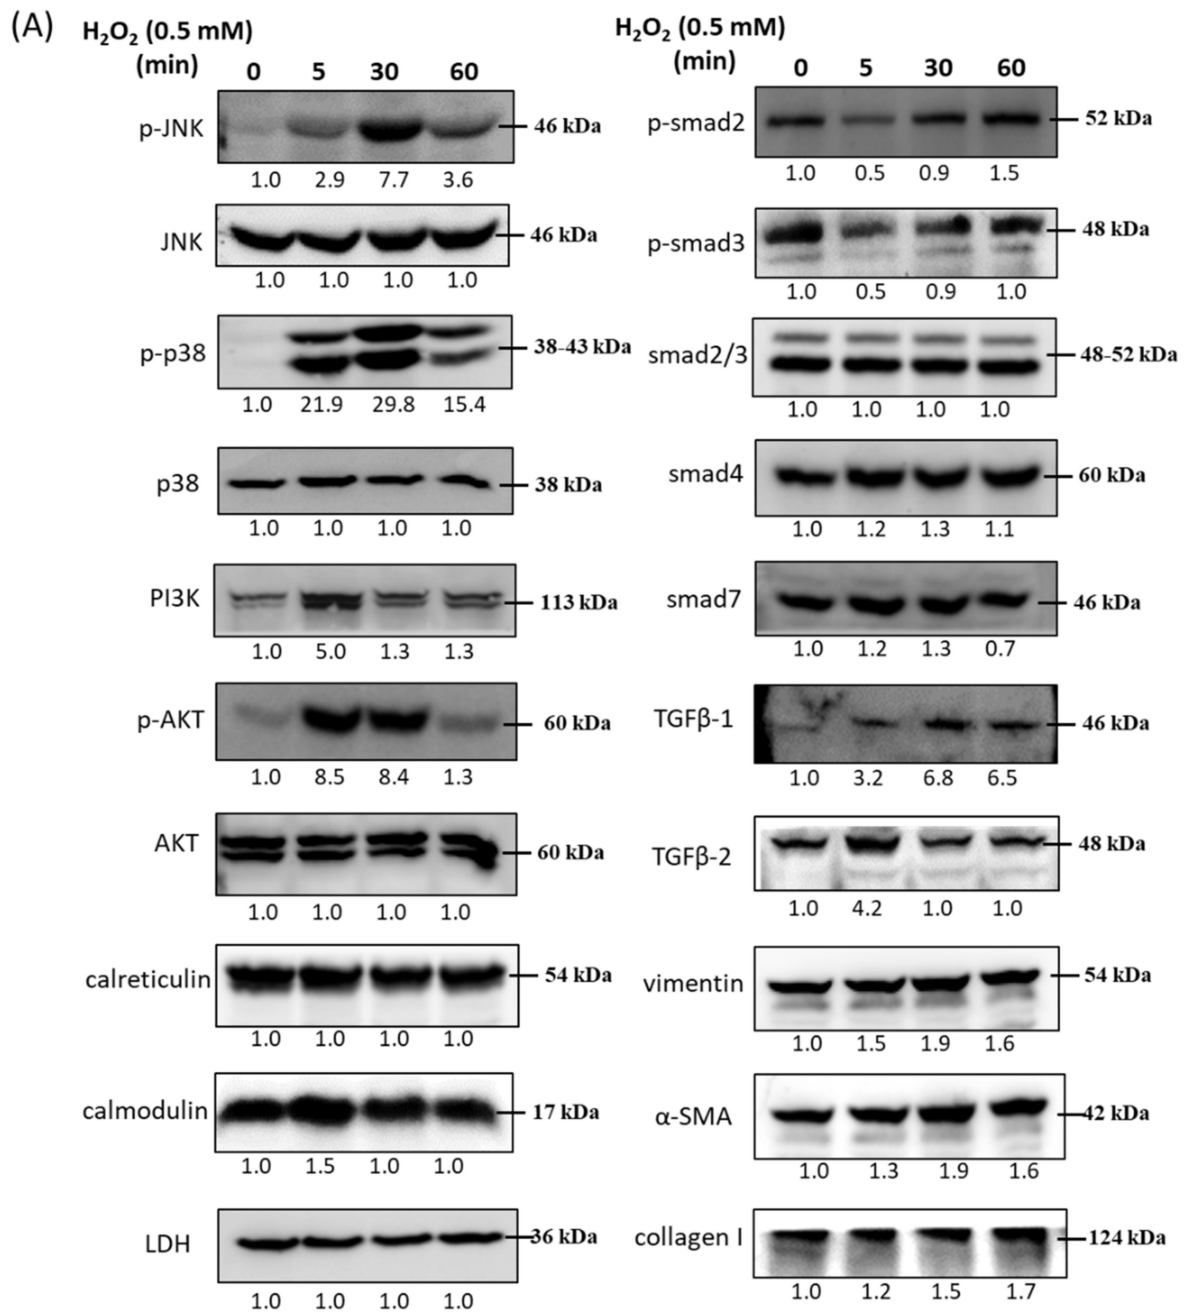 (A)
H₂O₂ (0.5 mM)
(min) 0 5 30 60
p-JNK 46 kDa
1.0 2.9 7.7 3.6
JNK 46 kDa
1.0 1.0 1.0 1.0
p-p38 38-43 kDa
1.0 21.9 29.8 15.4
p38 38 kDa
1.0 1.0 1.0 1.0
PI3K 113 kDa
1.0 5.0 1.3 1.3
p-AKT 60 kDa
1.0 8.5 8.4 1.3
AKT 60 kDa
1.0 1.0 1.0 1.0
calreticulin 54 kDa
1.0 1.0 1.0 1.0
calmodulin 17 kDa
1.0 1.5 1.0 1.0
LDH 36 kDa
1.0 1.0 1.0 1.0
H₂O₂ (0.5 mM)
(min) 0 5 30 60
p-smad2 52 kDa
1.0 0.5 0.9 1.5
p-smad3 48 kDa
1.0 0.5 0.9 1.0
smad2/3 48-52 kDa
1.0 1.0 1.0 1.0
smad4 60 kDa
1.0 1.2 1.3 1.1
smad7 46 kDa
1.0 1.2 1.3 0.7
TGFβ-1 46 kDa
1.0 3.2 6.8 6.5
TGFβ-2 48 kDa
1.0 4.2 1.0 1.0
vimentin 54 kDa
1.0 1.5 1.9 1.6
α-SMA 42 kDa
1.0 1.3 1.9 1.6
collagen I 124 kDa
1.0 1.2 1.5 1.7